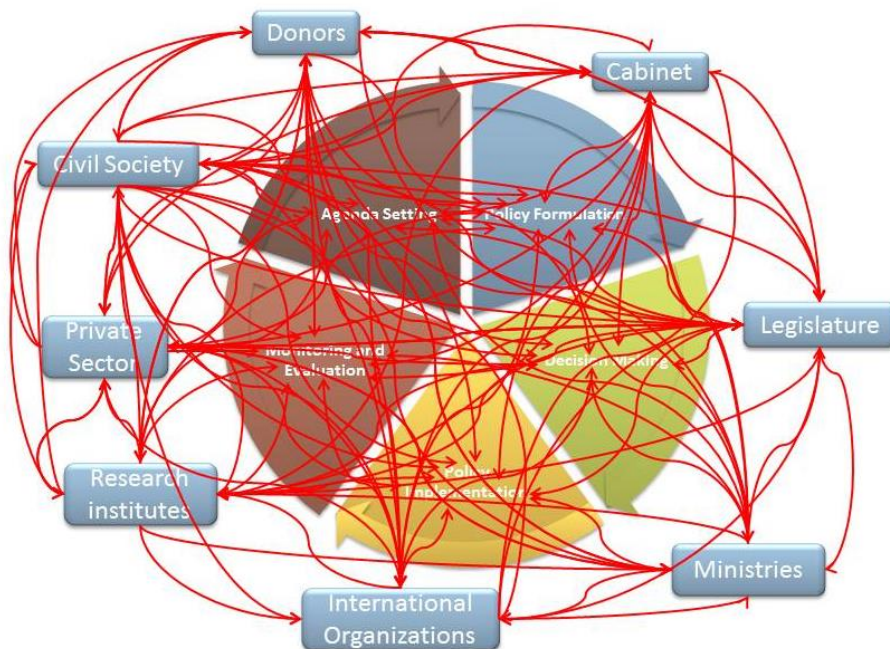 Donors
Cabinet
Civil Society
Agenda Setting
Policy Formulation
Private
Sector
Legislature
Monitoring and
Evaluation
Decision Making
Research
institutes
Policy
Implementation
Ministries
International
Organizations